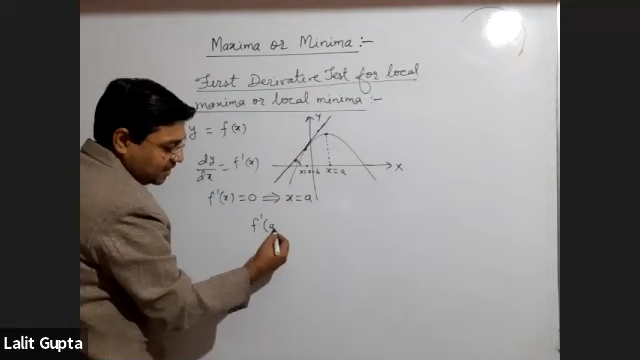 Maxima or Minima :-
First Derivative Test for local
maxima or local minima :-
y = f(x)
dy/dx = f'(x)
f'(x) = 0 ⟹ x = a
f'(a
Y
X
x=a-h
x=a
Lalit Gupta